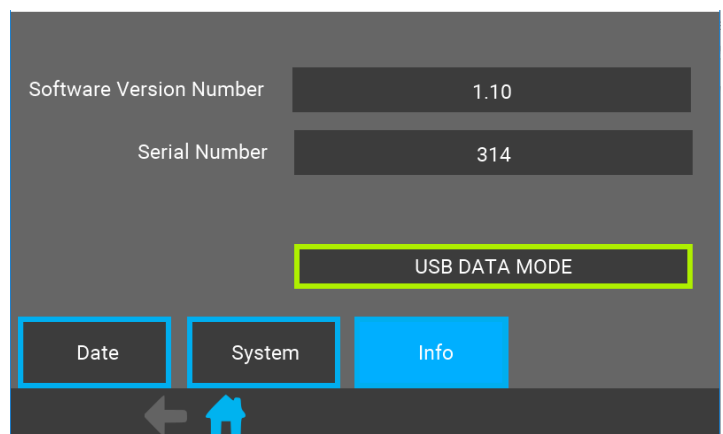 Software Version Number 1.10
Serial Number 314
USB DATA MODE
Date System Info